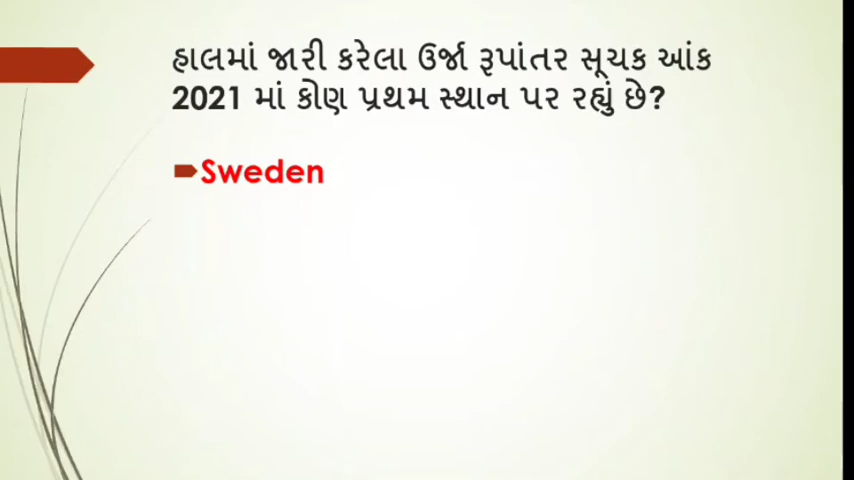 હાલમાં જારી કરેલા ઉર્જા રૂપાંતર સૂચક આંક
2021 માં કોણ પ્રથમ સ્થાન પર રહ્યું છે?
Sweden